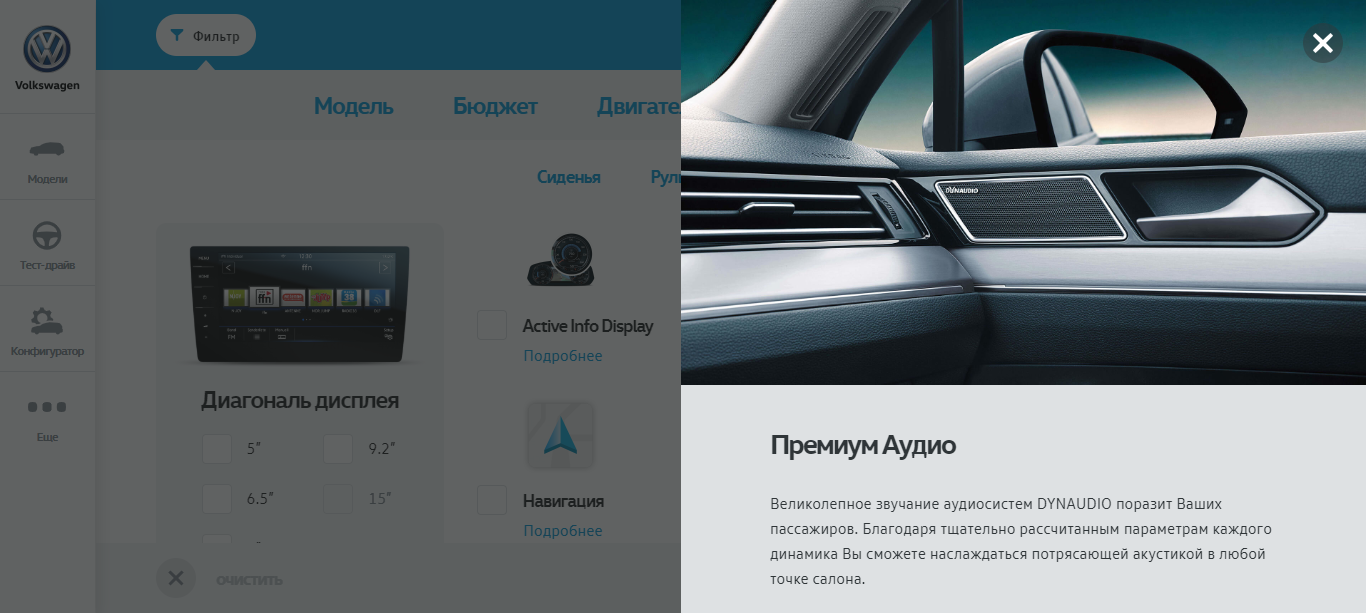 Volkswagen
Модели
Тест-драйв
Конфигуратор
Еще
Фильтр
Модель Бюджет Двигате
Сиденья Рул
ffn
Диагональ дисплея
5″ 9.2″
6.5″ 15″
Active Info Display
Подробнее
Навигация
Подробнее
очистить
DYNAUDIO
Премиум Аудио
Великолепное звучание аудиосистем DYNAUDIO поразит Ваших
пассажиров. Благодаря тщательно рассчитанным параметрам каждого
динамика Вы сможете наслаждаться потрясающей акустикой в любой
точке салона.